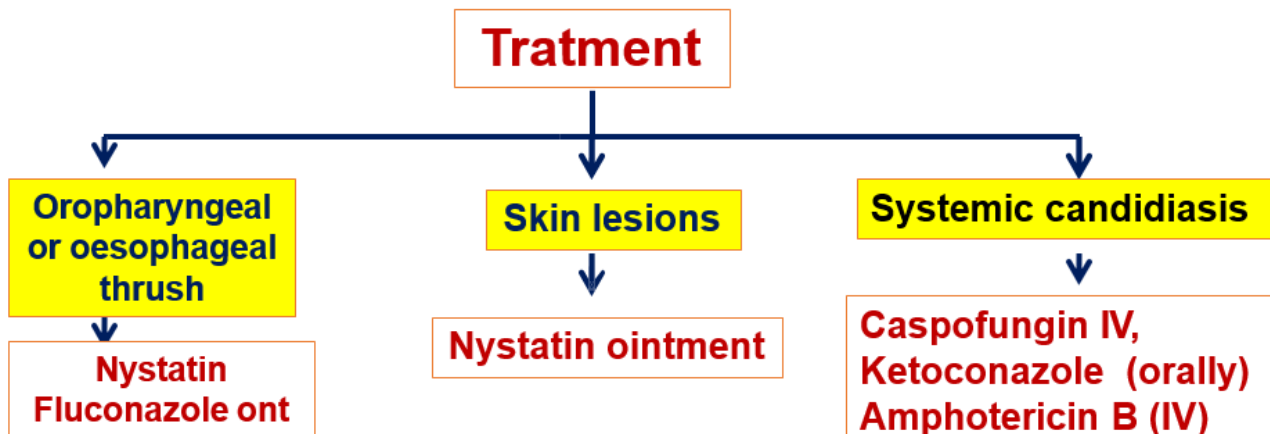 Tratment
Oropharyngeal
or oesophageal
thrush
Skin lesions
Systemic candidiasis
Nystatin
Fluconazole ont
Nystatin ointment
Caspofungin IV,
Ketoconazole (orally)
Amphotericin B (IV)